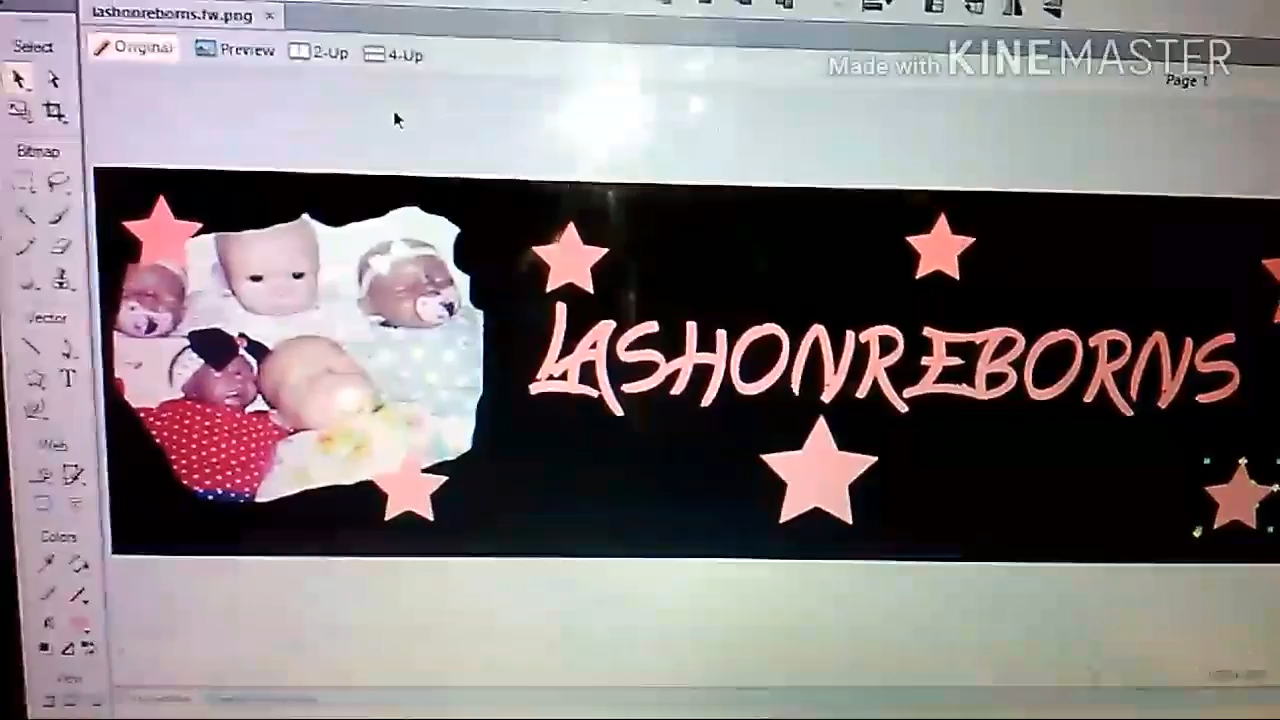 lashonreborns.fw.png ×
Select
Original
Preview
2-Up
4-Up
Made with KINEMASTER
Page 1
Bitmap
LASHONREBORNS
Vector
T
Web
Colors
View